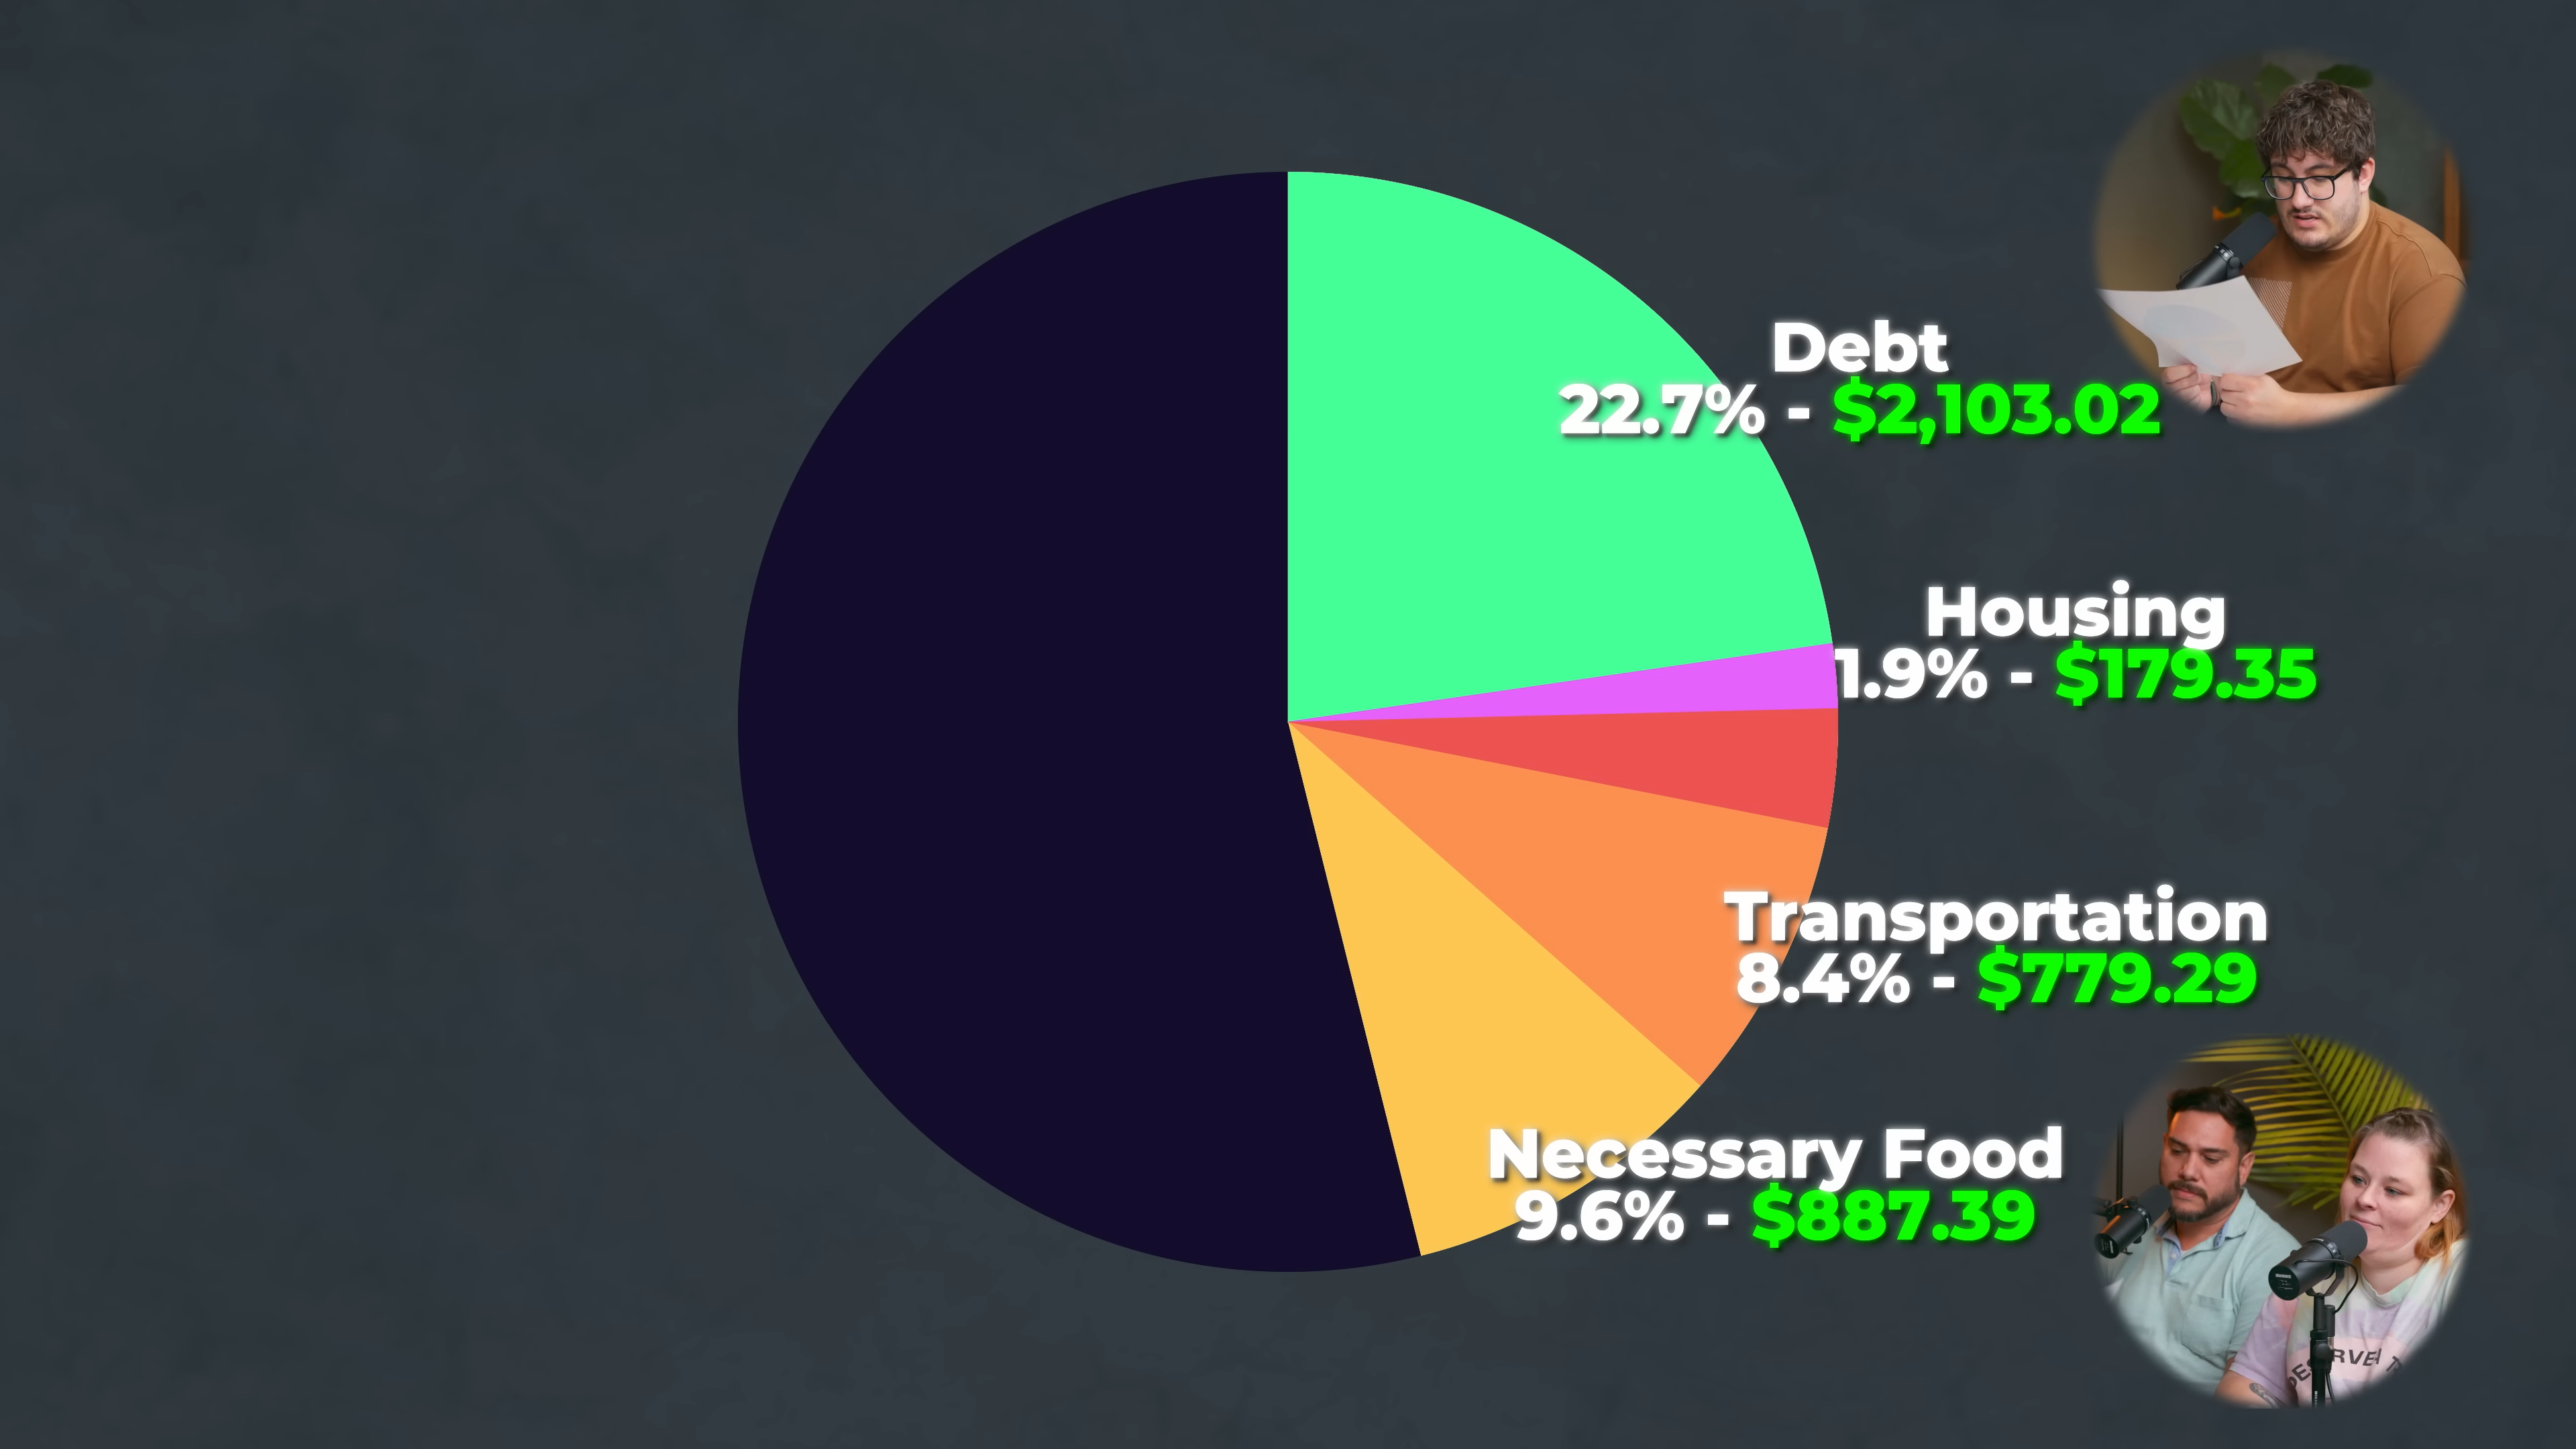 Debt
22.7% - $2,103.02
Housing
1.9% - $179.35
Transportation
8.4% - $779.29
Necessary Food
9.6% - $887.39